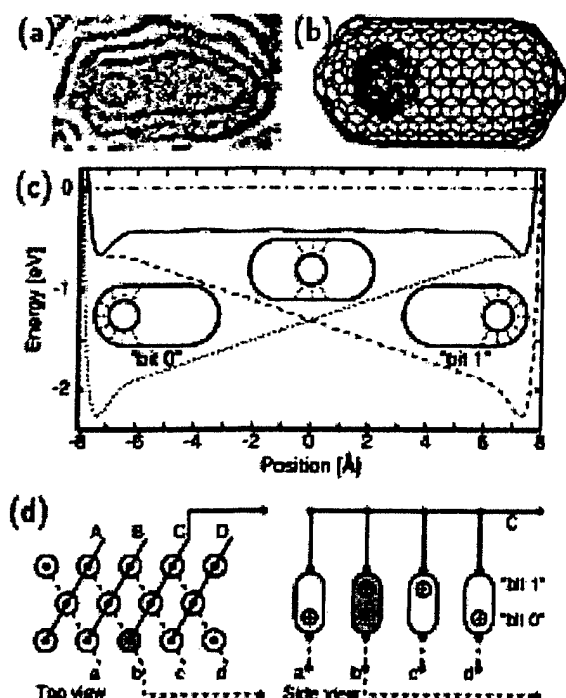 (a)
(b)
(c)
0
-1
-2
Energy [eV]
"bit 0"
"bit 1"
-8 -6 -4 -2 0 2 4 6 8
Position [Å]
(d)
A B C D
C
"bit 1"
"bit 0"
a b c d
a b c d
Top view
Side view